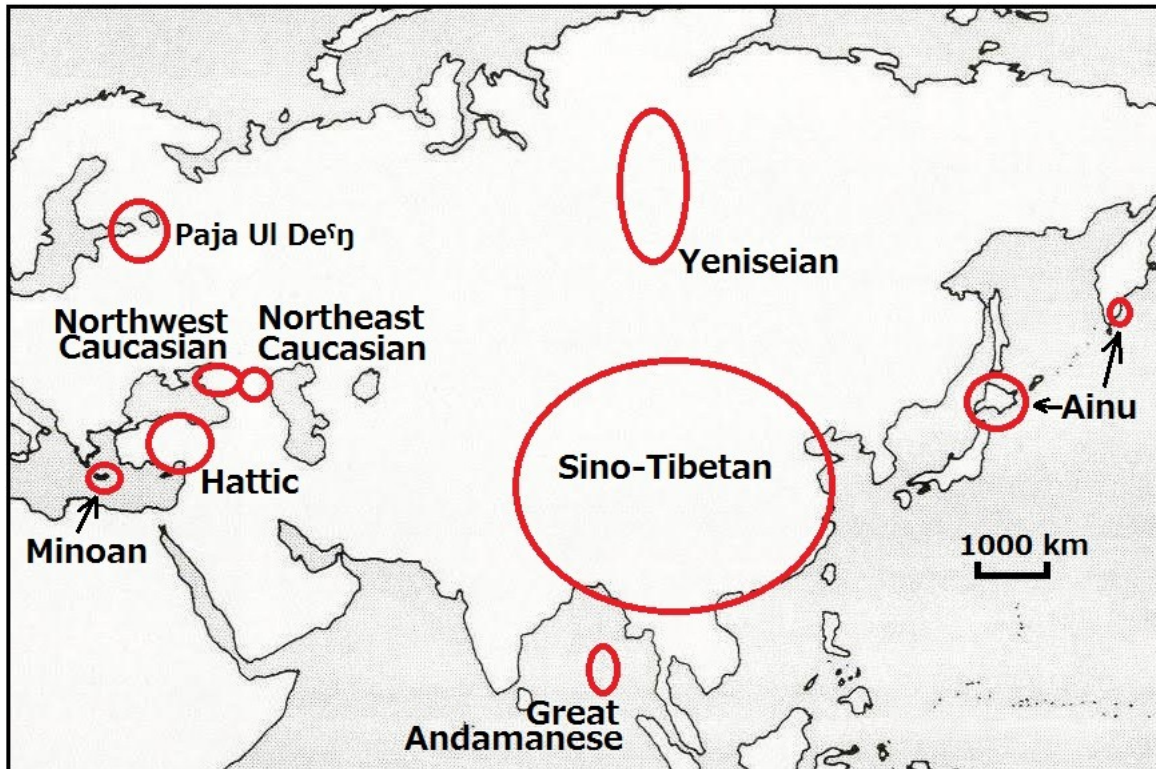 Paja Ul Deˤŋ
Yeniseian
Northwest
Caucasian
Northeast
Caucasian
Ainu
Sino-Tibetan
Hattic
Minoan
1000 km
Great
Andamanese